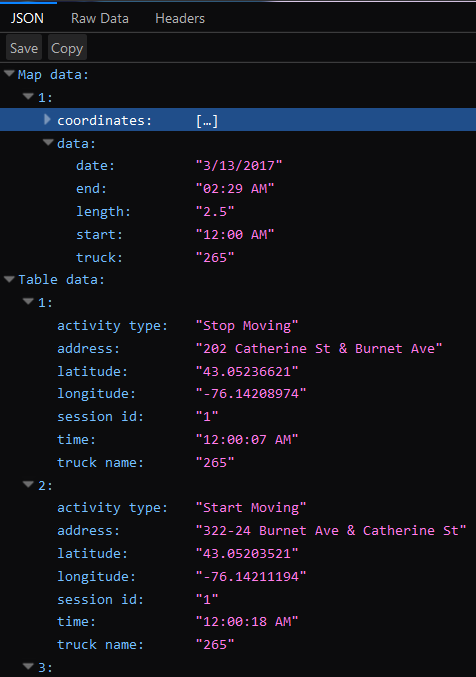 JSON Raw Data Headers
Save Copy
Map data:
1:
coordinates: […]
data:
date: "3/13/2017"
end: "02:29 AM"
length: "2.5"
start: "12:00 AM"
truck: "265"
Table data:
1:
activity type: "Stop Moving"
address: "202 Catherine St & Burnet Ave"
latitude: "43.05236621"
longitude: "-76.14208974"
session id: "1"
time: "12:00:07 AM"
truck name: "265"
2:
activity type: "Start Moving"
address: "322-24 Burnet Ave & Catherine St"
latitude: "43.05203521"
longitude: "-76.14211194"
session id: "1"
time: "12:00:18 AM"
truck name: "265"
3: